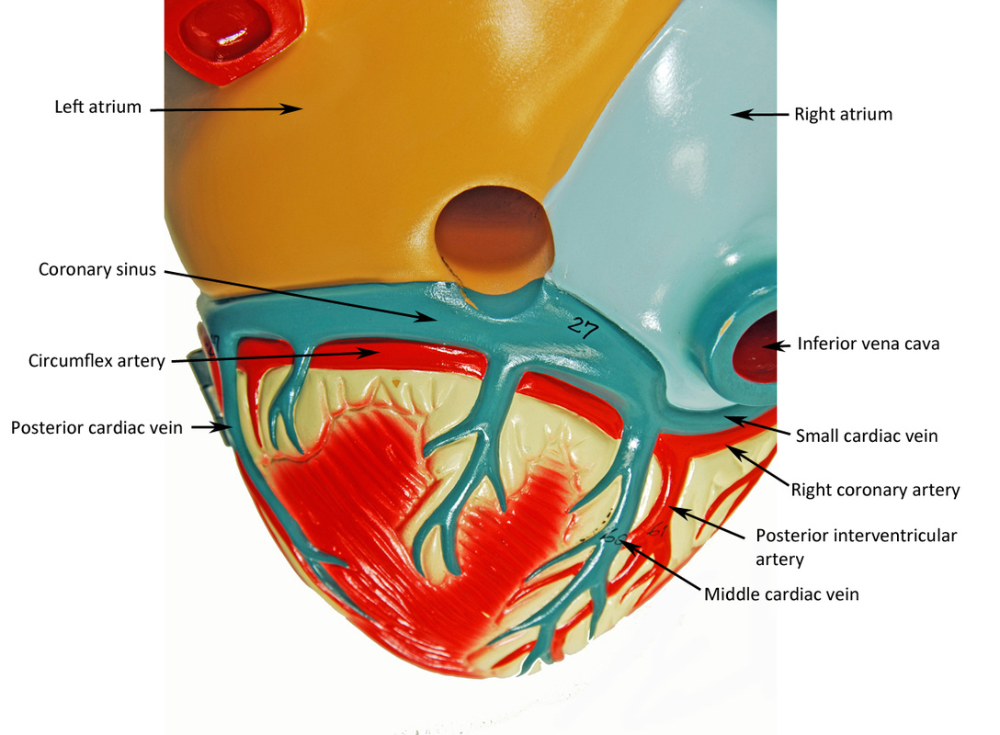 Left atrium
Right atrium
Coronary sinus
27
Inferior vena cava
Circumflex artery
Posterior cardiac vein
Small cardiac vein
Right coronary artery
Posterior interventricular
artery
61
Middle cardiac vein